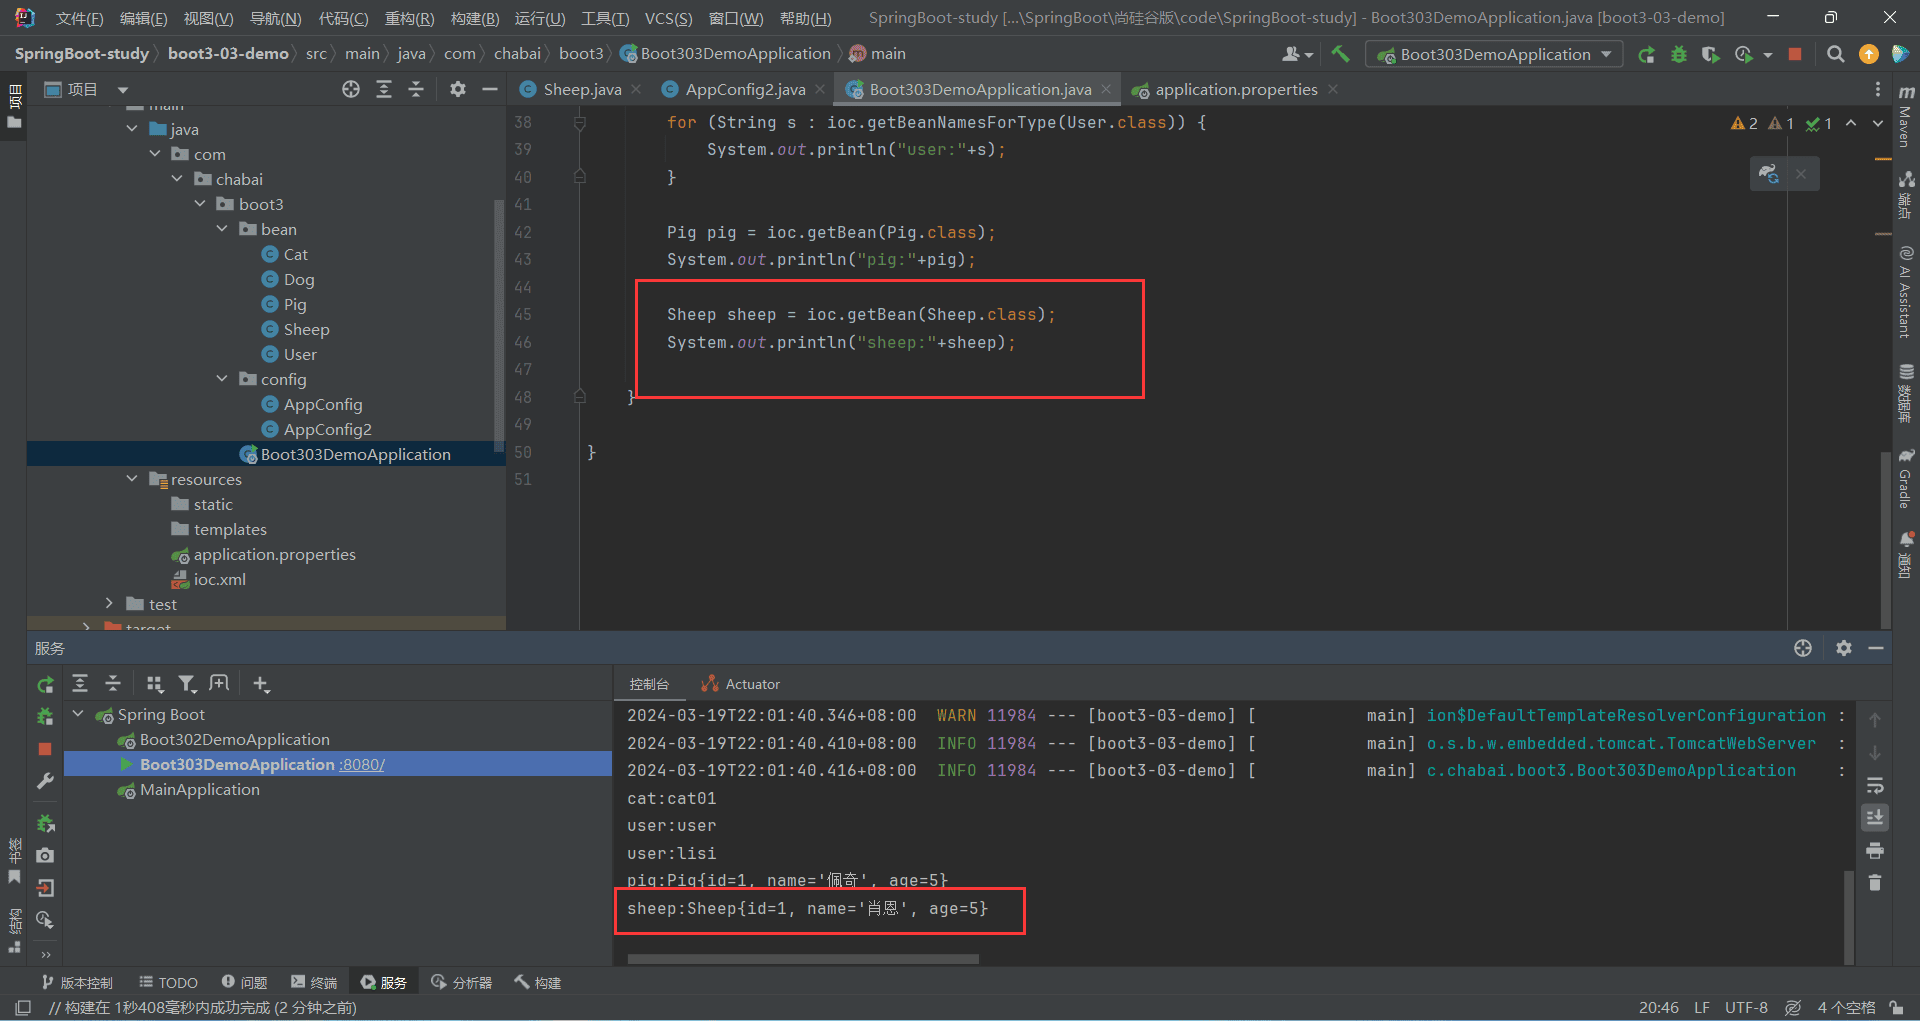 文件(F) 编辑(E) 视图(V) 导航(N) 代码(C) 重构(R) 构建(B) 运行(U) 工具(T) VCS(S) 窗口(W) 帮助(H) SpringBoot-study [...\SpringBoot\尚硅谷版\code\SpringBoot-study] - Boot303DemoApplication.java [boot3-03-demo]
SpringBoot-study boot3-03-demo src main java com chabai boot3 Boot303DemoApplication main Boot303DemoApplication
项目 Sheep.java AppConfig2.java Boot303DemoApplication.java application.properties
项目
main
java
com
chabai
boot3
bean
Cat
Dog
Pig
Sheep
User
config
AppConfig
AppConfig2
Boot303DemoApplication
resources
static
templates
application.properties
ioc.xml
test
target
38 for (String s : ioc.getBeanNamesForType(User.class)) {
39 System.out.println("user:"+s);
40 }
41
42 Pig pig = ioc.getBean(Pig.class);
43 System.out.println("pig:"+pig);
44
45 Sheep sheep = ioc.getBean(Sheep.class);
46 System.out.println("sheep:"+sheep);
47
48 }
49
50 }
51
2 1 1
Maven
端点
AI Assistant
数据库
Gradle
通知
服务
控制台 Actuator
Spring Boot
Boot302DemoApplication
Boot303DemoApplication :8080/
MainApplication
2024-03-19T22:01:40.346+08:00 WARN 11984 --- [boot3-03-demo] [ main] ion$DefaultTemplateResolverConfiguration :
2024-03-19T22:01:40.410+08:00 INFO 11984 --- [boot3-03-demo] [ main] o.s.b.w.embedded.tomcat.TomcatWebServer :
2024-03-19T22:01:40.416+08:00 INFO 11984 --- [boot3-03-demo] [ main] c.chabai.boot3.Boot303DemoApplication :
cat:cat01
user:user
user:lisi
pig:Pig{id=1, name='佩奇', age=5}
sheep:Sheep{id=1, name='肖恩', age=5}
书签
结构
版本控制 TODO 问题 终端 服务 分析器 构建
// 构建在 1秒408毫秒内成功完成 (2 分钟之前) 20:46 LF UTF-8 4 个空格